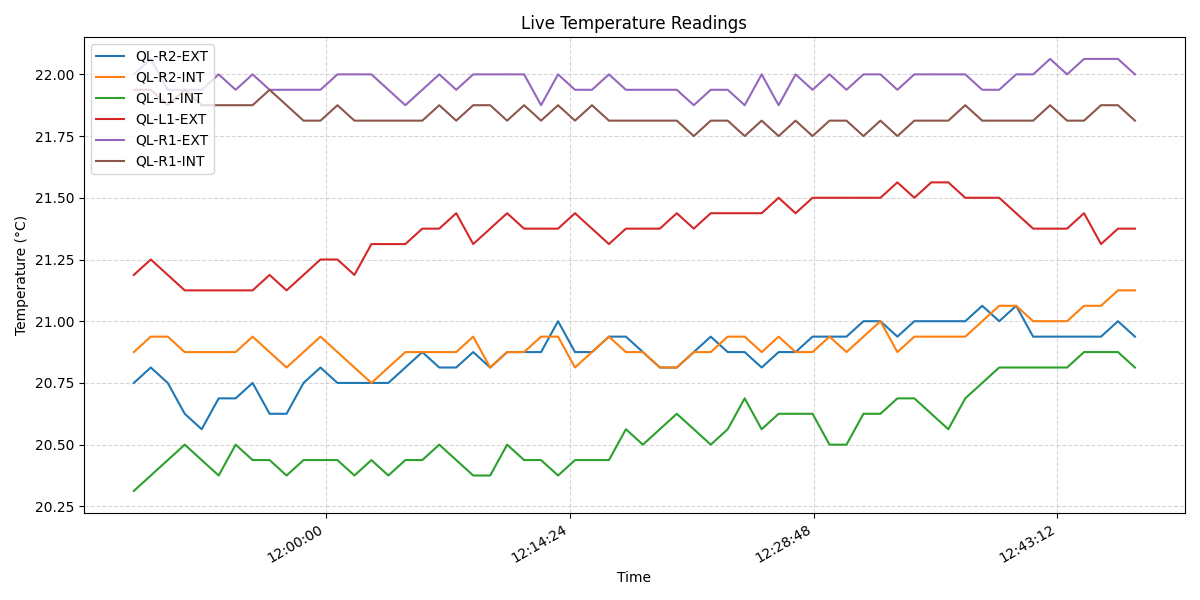 Live Temperature Readings
QL-R2-EXT
QL-R2-INT
QL-L1-INT
QL-L1-EXT
QL-R1-EXT
QL-R1-INT
22.00
21.75
21.50
21.25
21.00
20.75
20.50
20.25
Temperature (°C)
12:00:00
12:14:24
12:28:48
12:43:12
Time